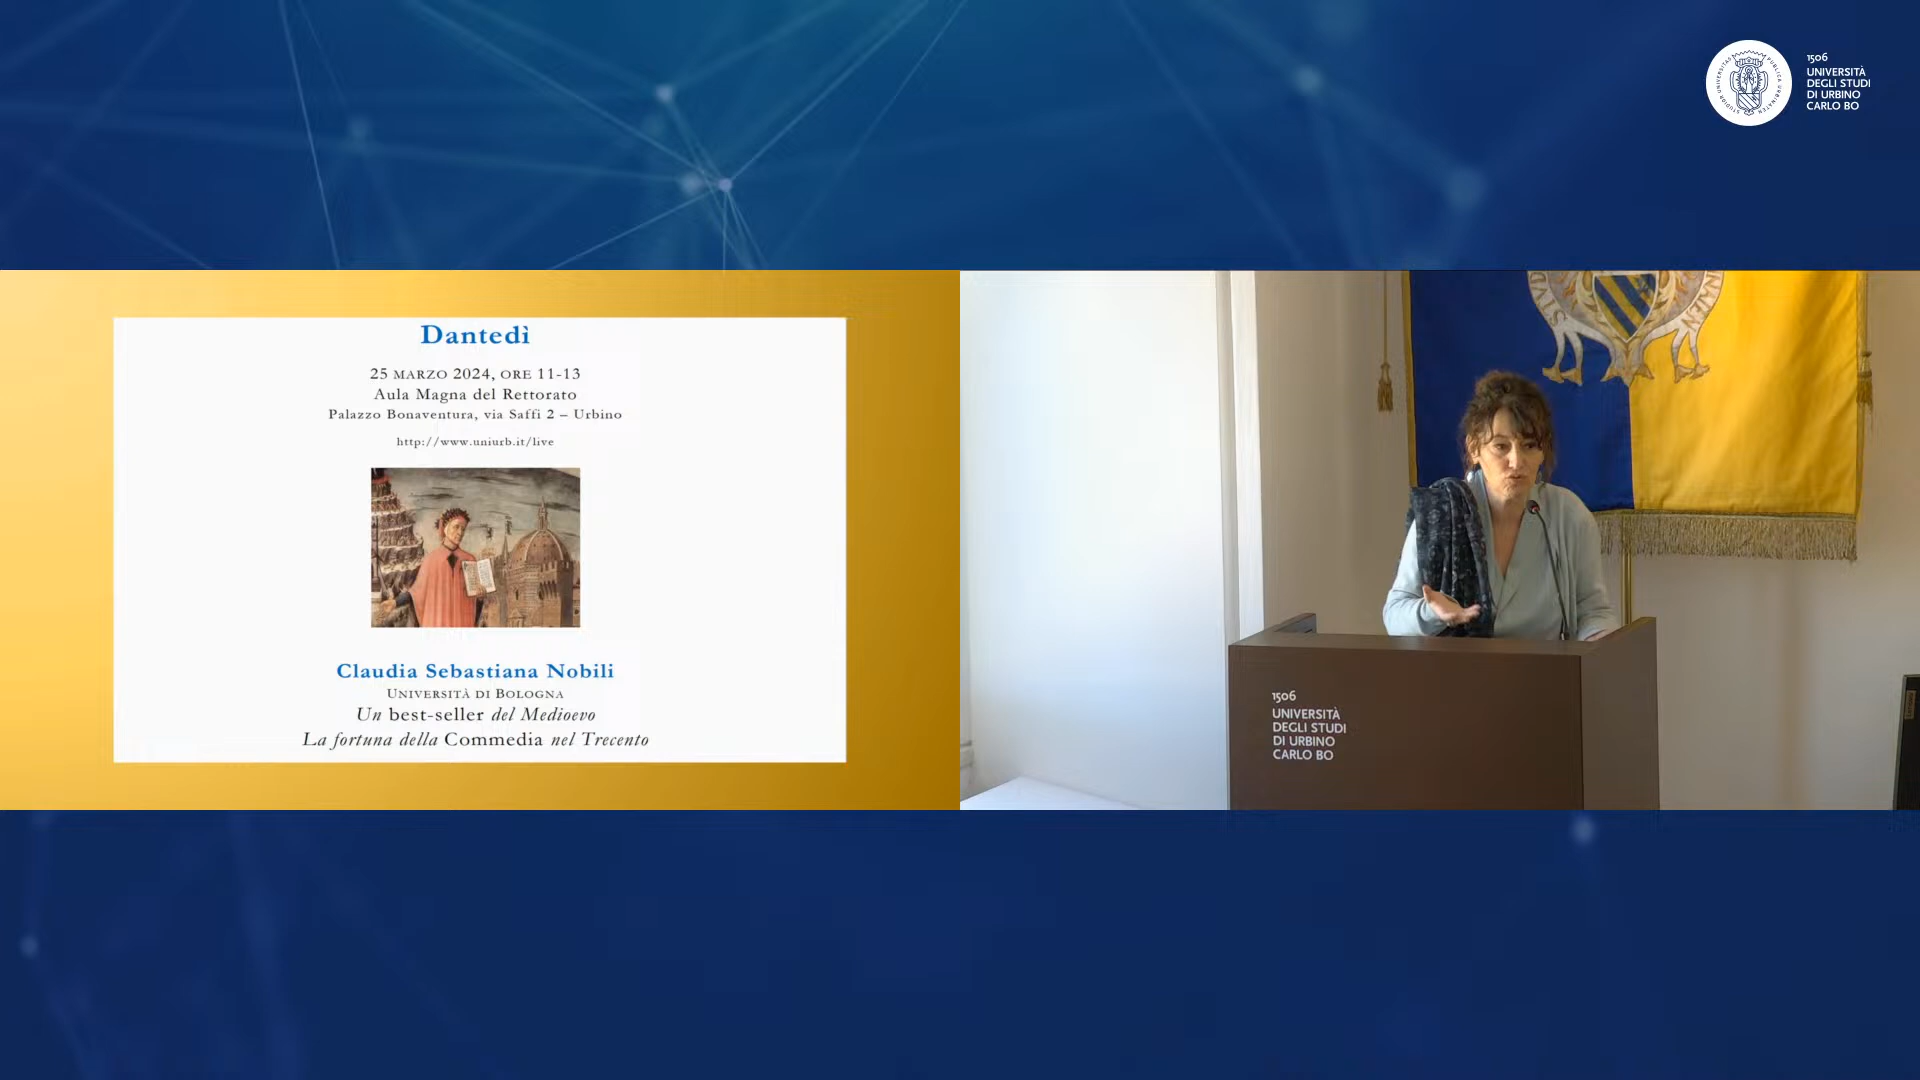 1506
UNIVERSITÀ
DEGLI STUDI
DI URBINO
CARLO BO
Dantedì
25 MARZO 2024, ORE 11-13
Aula Magna del Rettorato
Palazzo Bonaventura, via Saffi 2 – Urbino
http://www.uniurb.it/live
Claudia Sebastiana Nobili
UNIVERSITÀ DI BOLOGNA
Un best-seller del Medioevo
La fortuna della Commedia nel Trecento
1506
UNIVERSITÀ
DEGLI STUDI
DI URBINO
CARLO BO